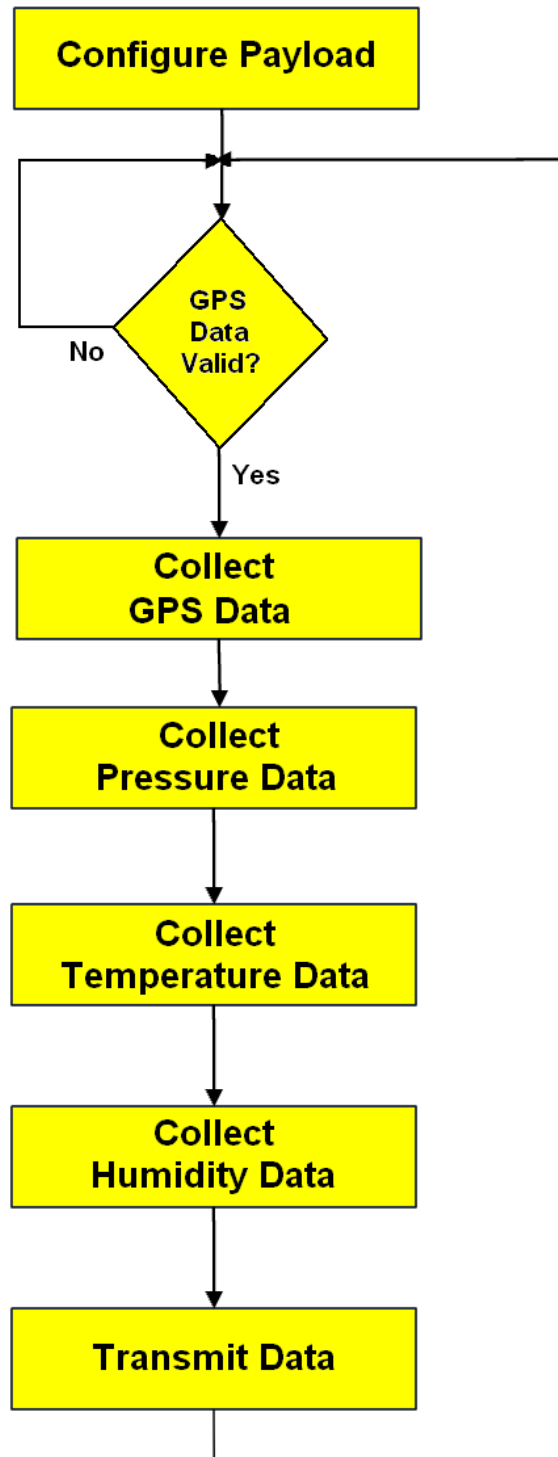 Configure Payload
GPS
Data
Valid?
No
Yes
Collect
GPS Data
Collect
Pressure Data
Collect
Temperature Data
Collect
Humidity Data
Transmit Data